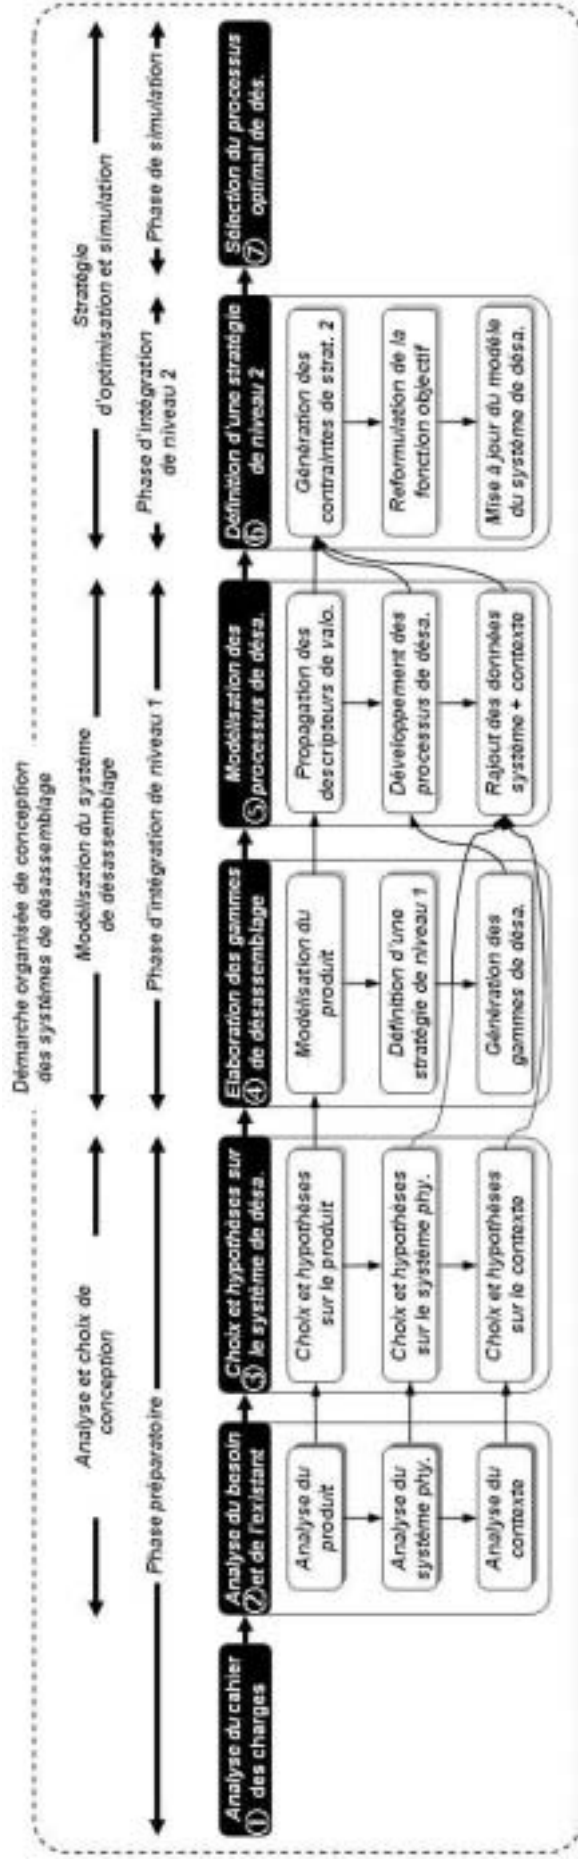 Démarche organisée de conception
des systèmes de désassemblage
Analyse et choix de
conception
Modélisation du système
de désassemblage
Stratégie
d'optimisation et simulation
Phase préparatoire
Phase d'intégration de niveau 1
Phase d'intégration
de niveau 2
Phase de simulation
Analyse du cahier
① des charges
Analyse du besoin
② et de l'existant
Analyse du
produit
Analyse du
système phy.
Analyse du
contexte
Choix et hypothèses sur
③ le système de désa.
Choix et hypothèses
sur le produit
Choix et hypothèses
sur le système phy.
Choix et hypothèses
sur le contexte
Elaboration des gammes
④ de désassemblage
Modélisation du
produit
Définition d'une
stratégie de niveau 1
Génération des
gammes de désa.
Modélisation des
⑤ processus de désa.
Propagation des
descripteurs de valo.
Développement des
processus de désa.
Rajout des données
système + contexte
Définition d'une stratégie
⑥ de niveau 2
Génération des
contraintes de strat. 2
Reformulation de la
fonction objectif
Mise à jour du modèle
du système de désa.
Sélection du processus
⑦ optimal de dés.